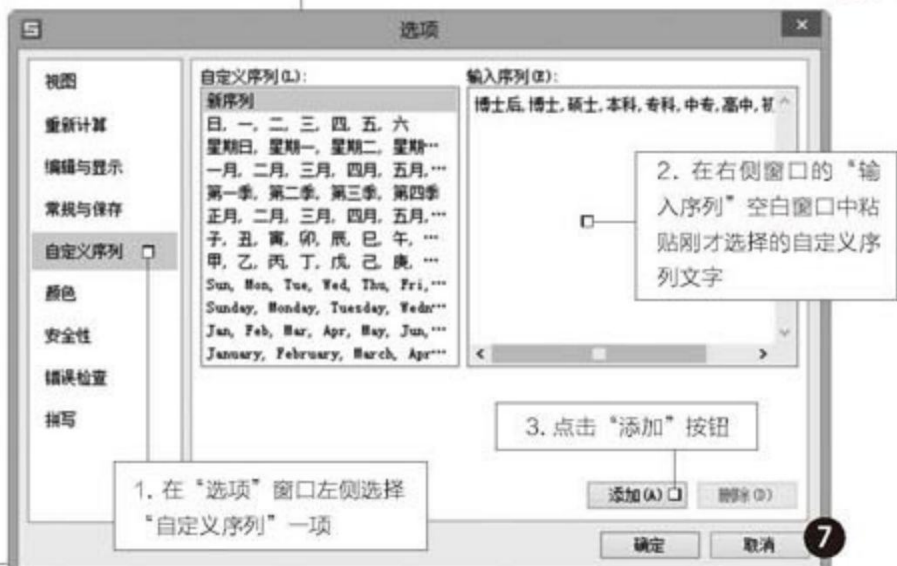 选项
视图
重新计算
编辑与显示
常规与保存
自定义序列
颜色
安全性
错误检查
拼写
自定义序列(L):
新序列
日, 一, 二, 三, 四, 五, 六
星期日, 星期一, 星期二, 星期…
一月, 二月, 三月, 四月, 五月,…
第一季, 第二季, 第三季, 第四季
正月, 二月, 三月, 四月, 五月,…
子, 丑, 寅, 卯, 辰, 巳, 午, …
甲, 乙, 丙, 丁, 戊, 己, 庚, …
Sun, Mon, Tue, Wed, Thu, Fri,…
Sunday, Monday, Tuesday, Wedn…
Jan, Feb, Mar, Apr, May, Jun,…
January, February, March, Apr…
输入序列(E):
博士后,博士,硕士,本科,专科,中专,高中,初
2. 在右侧窗口的“输
入序列”空白窗口中粘
贴刚才选择的自定义序
列文字
3. 点击“添加”按钮
1. 在“选项”窗口左侧选择
“自定义序列”一项
添加(A)
删除(D)
确定
取消
7